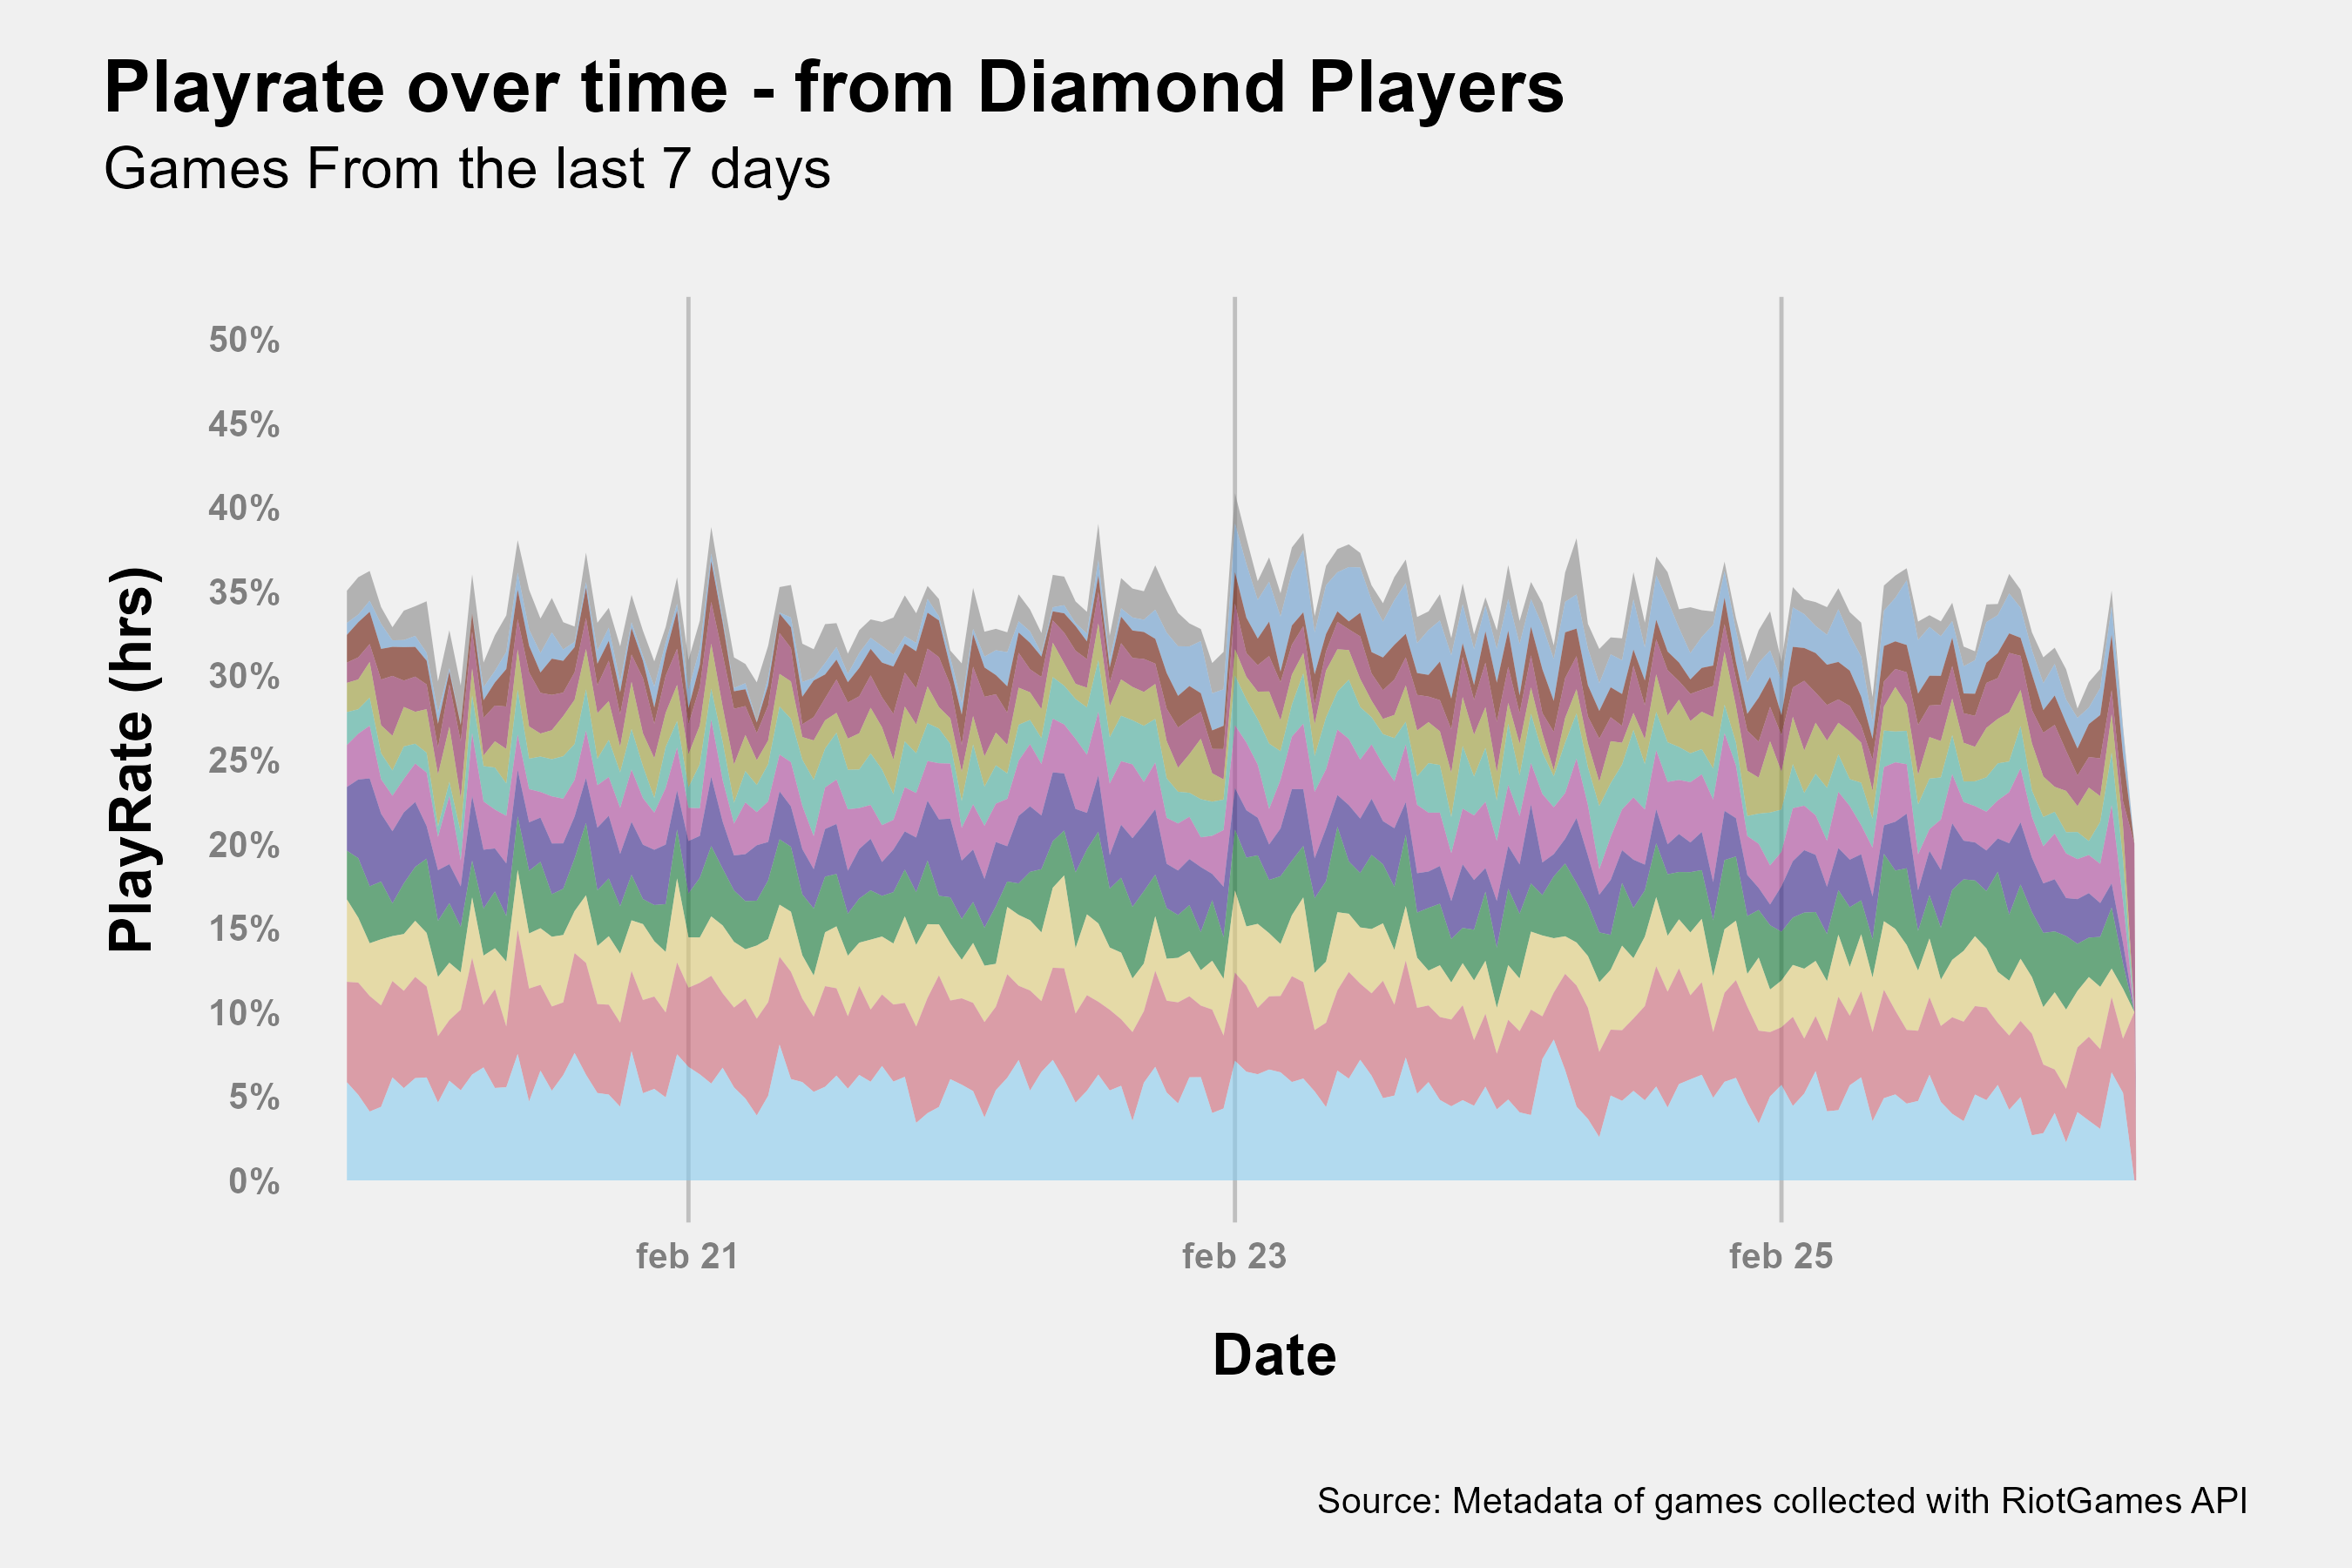 Playrate over time - from Diamond Players
Games From the last 7 days
PlayRate (hrs)
50%
45%
40%
35%
30%
25%
20%
15%
10%
5%
0%
feb 21
feb 23
feb 25
Date
Source: Metadata of games collected with RiotGames API